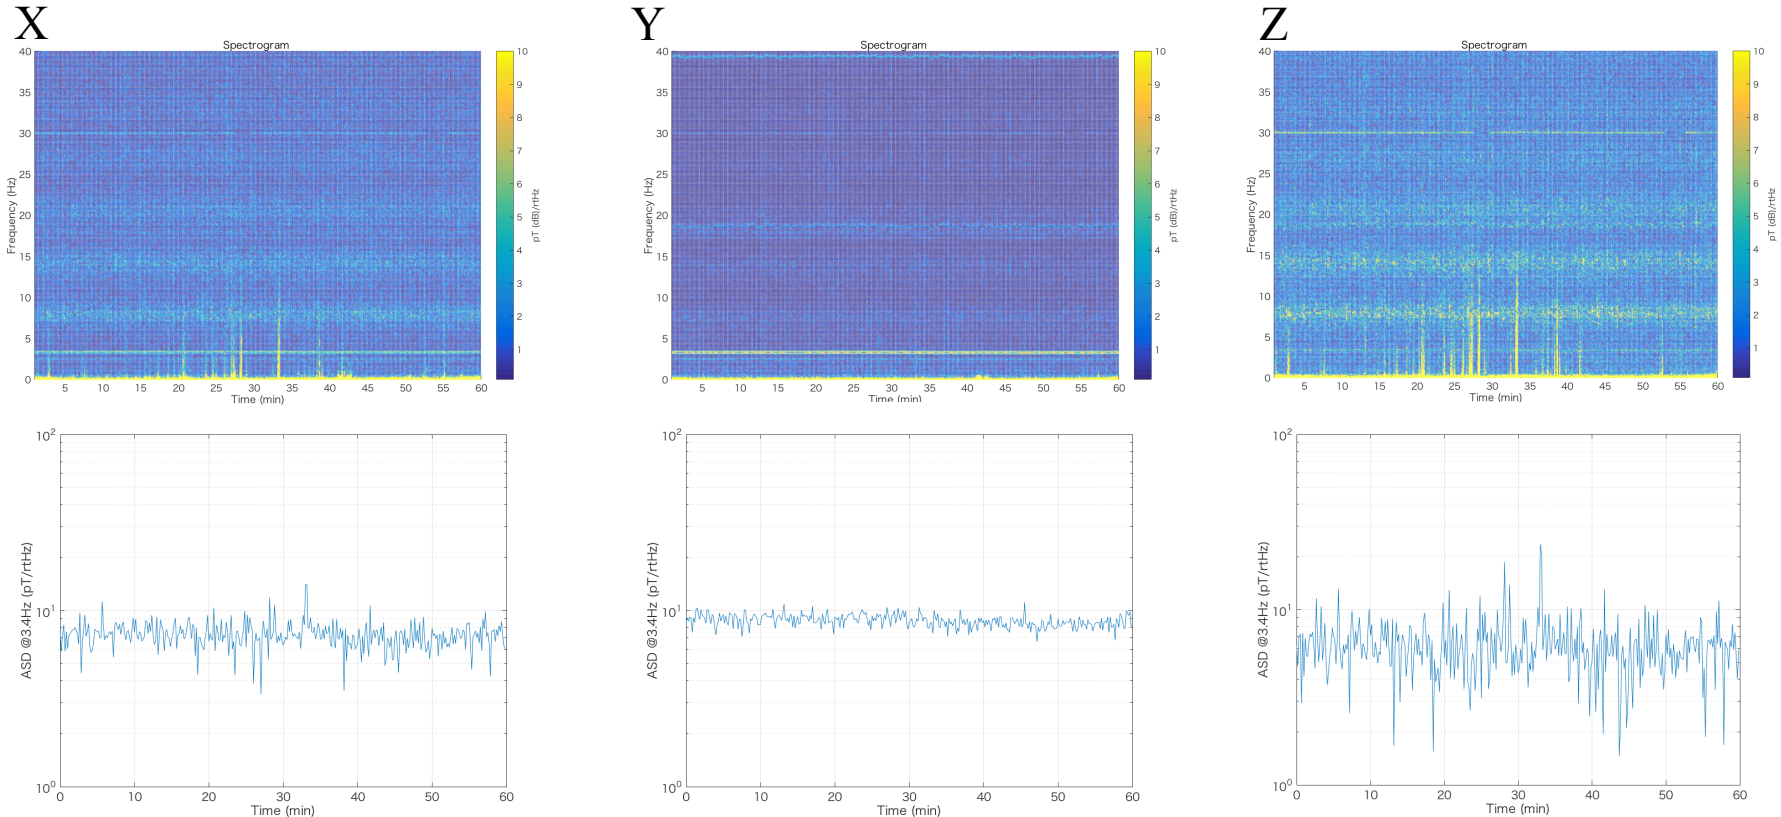 X
Spectrogram
40
35
30
25
20
15
10
5
0
Frequency (Hz)
5 10 15 20 25 30 35 40 45 50 55 60
Time (min)
10
9
8
7
6
5
4
3
2
1
pT (dB)/rtHz
Y
Spectrogram
40
35
30
25
20
15
10
5
0
Frequency (Hz)
5 10 15 20 25 30 35 40 45 50 55 60
Time (min)
10
9
8
7
6
5
4
3
2
1
pT (dB)/rtHz
Z
Spectrogram
40
35
30
25
20
15
10
5
0
Frequency (Hz)
5 10 15 20 25 30 35 40 45 50 55 60
Time (min)
10
9
8
7
6
5
4
3
2
1
pT (dB)/rtHz
10²
10¹
10⁰
ASD @3.4Hz (pT/rtHz)
0 10 20 30 40 50 60
Time (min)
10²
10¹
10⁰
ASD @3.4Hz (pT/rtHz)
0 10 20 30 40 50 60
Time (min)
10²
10¹
10⁰
ASD @3.4Hz (pT/rtHz)
0 10 20 30 40 50 60
Time (min)